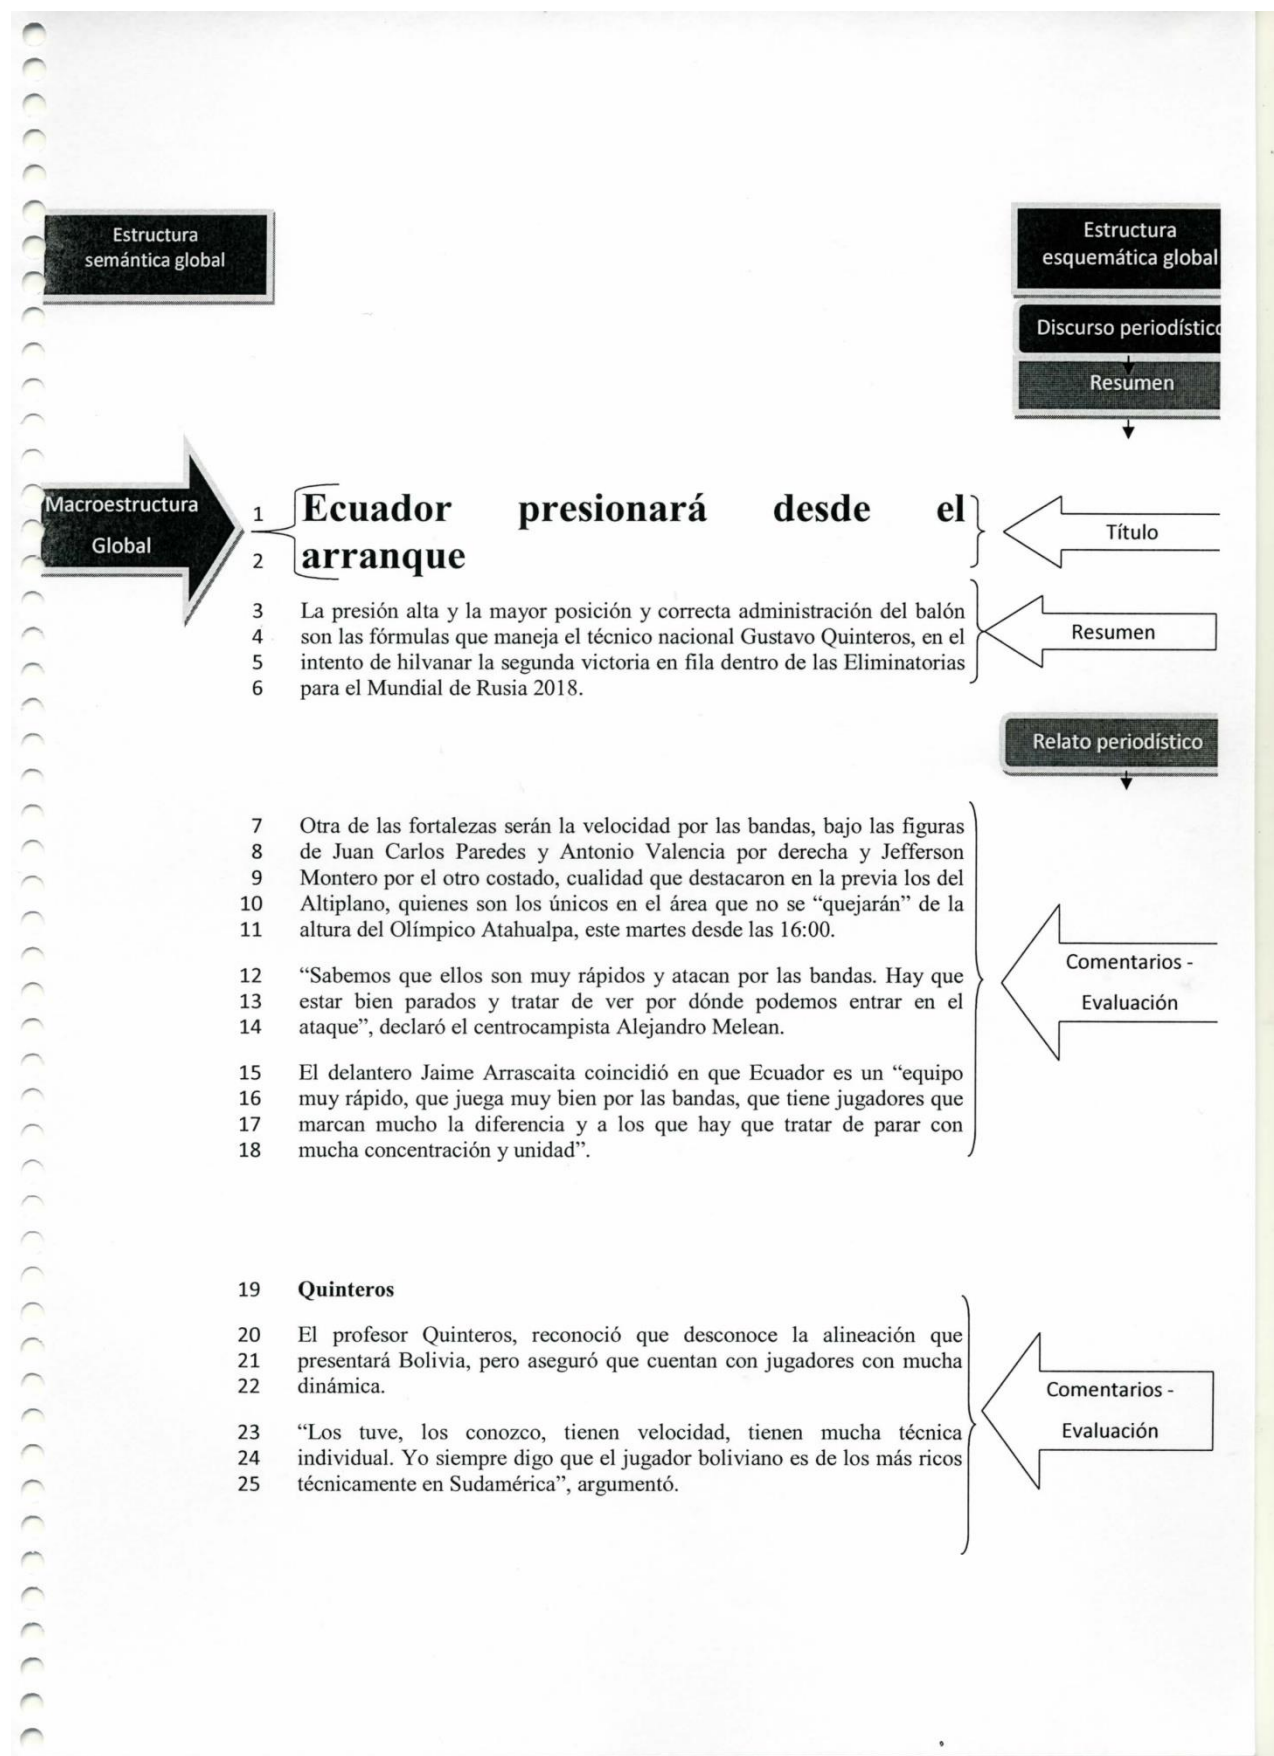 Estructura
semántica global
Estructura
esquemática global
Discurso periodístico
Resumen
Macroestructura
Global
1 Ecuador presionará desde el
2 arranque
Título
3 La presión alta y la mayor posición y correcta administración del balón
4 son las fórmulas que maneja el técnico nacional Gustavo Quinteros, en el
5 intento de hilvanar la segunda victoria en fila dentro de las Eliminatorias
6 para el Mundial de Rusia 2018.
Resumen
Relato periodístico
7 Otra de las fortalezas serán la velocidad por las bandas, bajo las figuras
8 de Juan Carlos Paredes y Antonio Valencia por derecha y Jefferson
9 Montero por el otro costado, cualidad que destacaron en la previa los del
10 Altiplano, quienes son los únicos en el área que no se “quejarán” de la
11 altura del Olímpico Atahualpa, este martes desde las 16:00.
12 “Sabemos que ellos son muy rápidos y atacan por las bandas. Hay que
13 estar bien parados y tratar de ver por dónde podemos entrar en el
14 ataque”, declaró el centrocampista Alejandro Melean.
15 El delantero Jaime Arrascaita coincidió en que Ecuador es un “equipo
16 muy rápido, que juega muy bien por las bandas, que tiene jugadores que
17 marcan mucho la diferencia y a los que hay que tratar de parar con
18 mucha concentración y unidad”.
Comentarios -
Evaluación
19 Quinteros
20 El profesor Quinteros, reconoció que desconoce la alineación que
21 presentará Bolivia, pero aseguró que cuentan con jugadores con mucha
22 dinámica.
23 “Los tuve, los conozco, tienen velocidad, tienen mucha técnica
24 individual. Yo siempre digo que el jugador boliviano es de los más ricos
25 técnicamente en Sudamérica”, argumentó.
Comentarios -
Evaluación